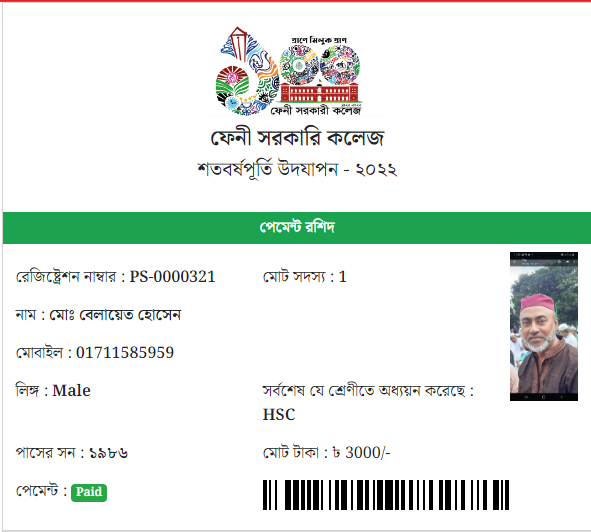 প্রাণে মিলুক প্রাণ
১০০
ফেনী সরকারী কলেজ
ফেনী সরকারি কলেজ
শতবর্ষপূর্তি উদযাপন - ২০২২
পেমেন্ট রশিদ
রেজিষ্ট্রেশন নাম্বার : PS-0000321
মোট সদস্য : 1
নাম : মোঃ বেলায়েত হোসেন
মোবাইল : 01711585959
লিঙ্গ : Male
সর্বশেষ যে শ্রেণীতে অধ্যয়ন করেছে :
HSC
পাসের সন : ১৯৮৬
মোট টাকা : ৳ 3000/-
পেমেন্ট : Paid